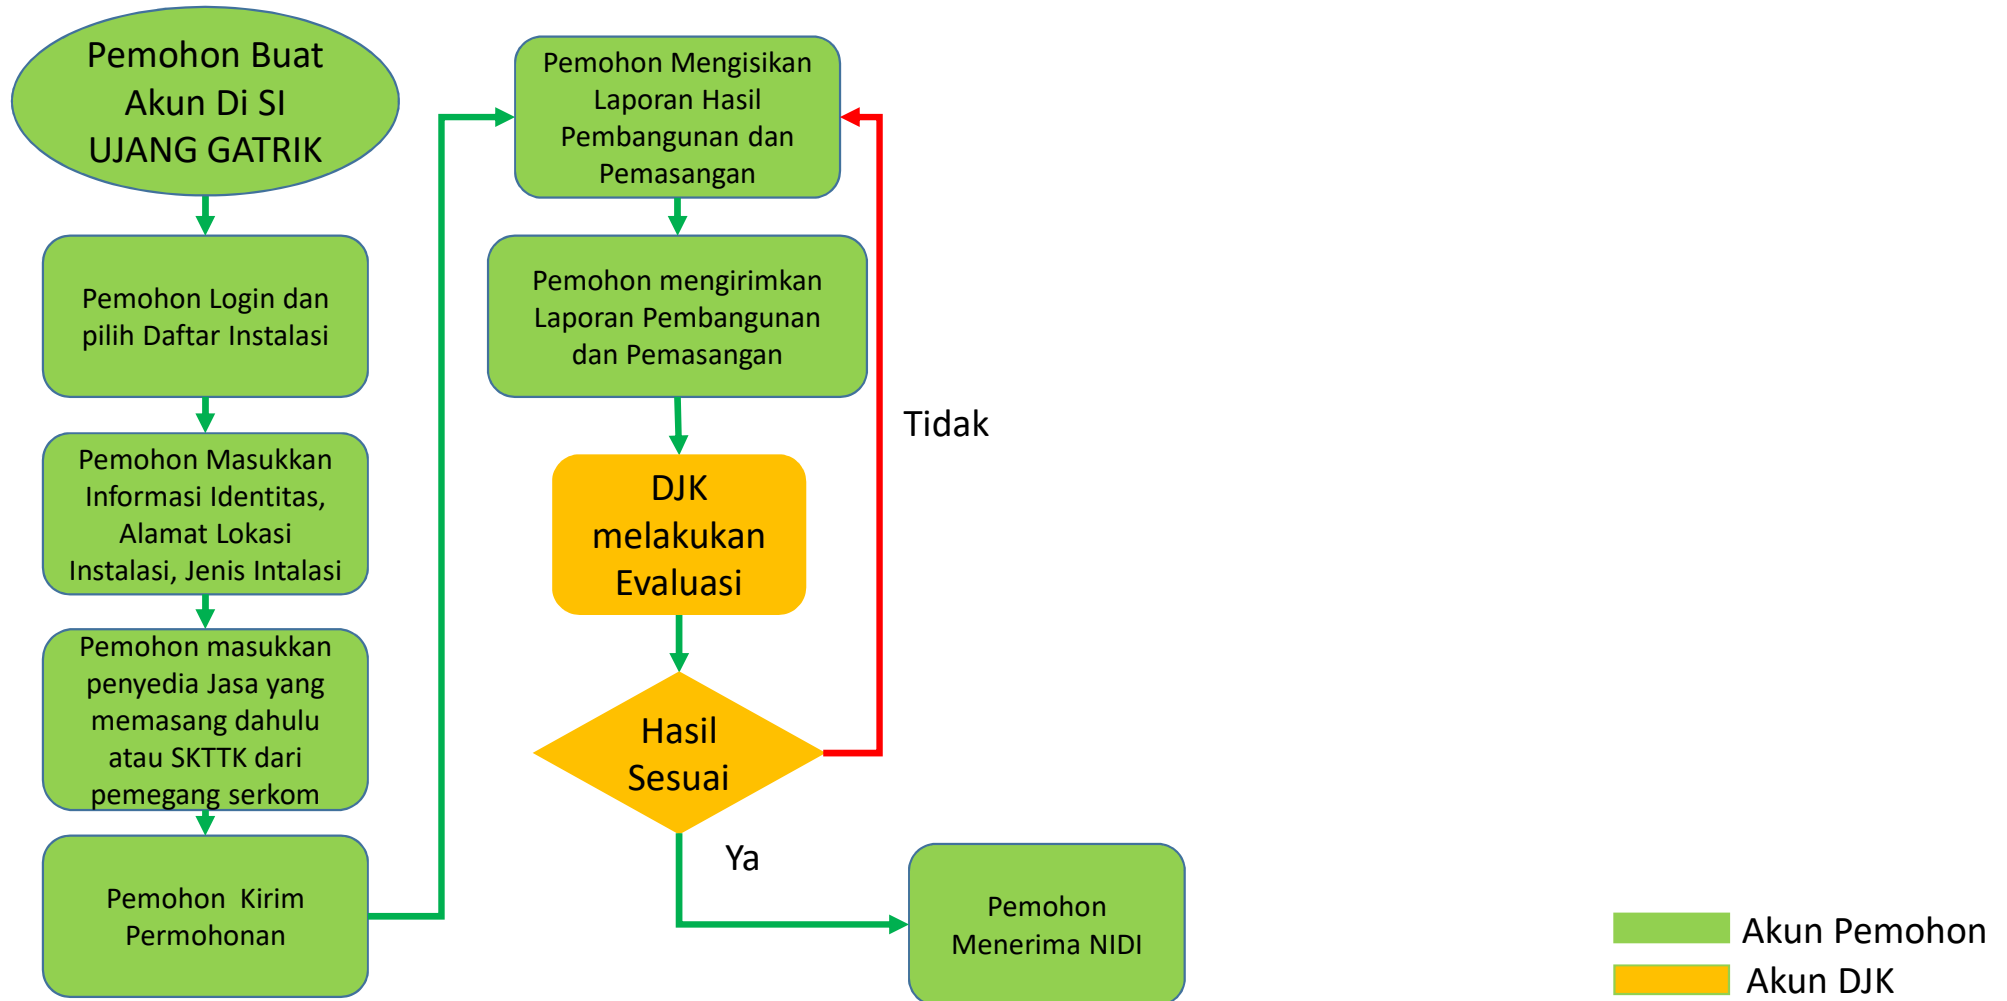 Pemohon Buat
Akun Di SI
UJANG GATRIK
Pemohon Login dan
pilih Daftar Instalasi
Pemohon Masukkan
Informasi Identitas,
Alamat Lokasi
Instalasi, Jenis Intalasi
Pemohon masukkan
penyedia Jasa yang
memasang dahulu
atau SKTTK dari
pemegang serkom
Pemohon Kirim
Permohonan
Pemohon Mengisikan
Laporan Hasil
Pembangunan dan
Pemasangan
Pemohon mengirimkan
Laporan Pembangunan
dan Pemasangan
DJK
melakukan
Evaluasi
Hasil
Sesuai
Tidak
Ya
Pemohon
Menerima NIDI
Akun Pemohon
Akun DJK